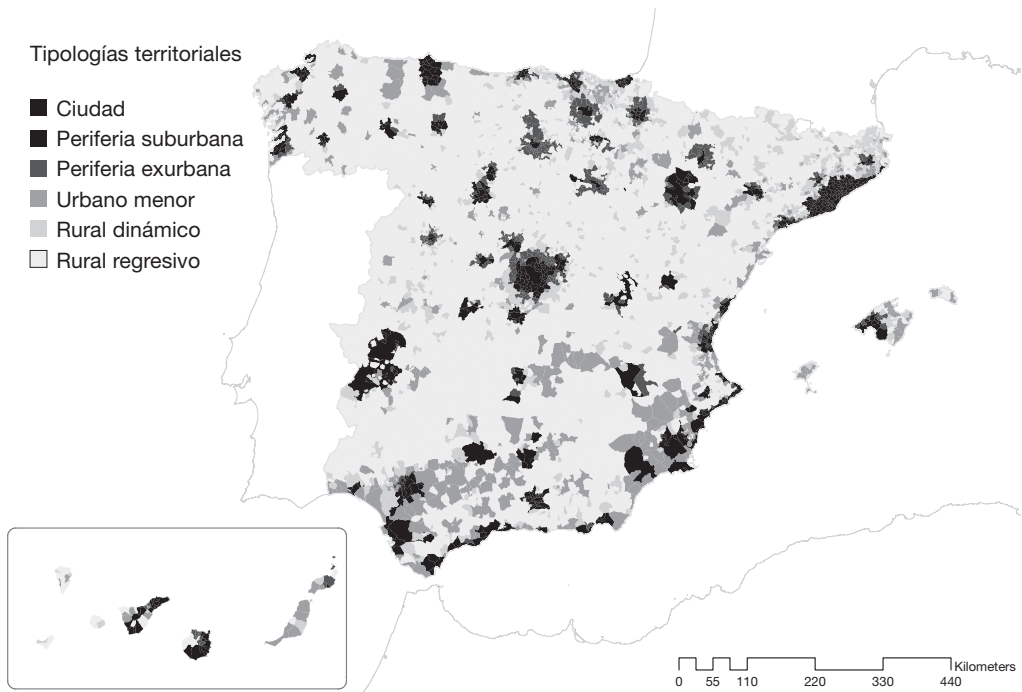 Tipologías territoriales
Ciudad
Periferia suburbana
Periferia exurbana
Urbano menor
Rural dinámico
Rural regresivo
Kilometers
0 55 110 220 330 440